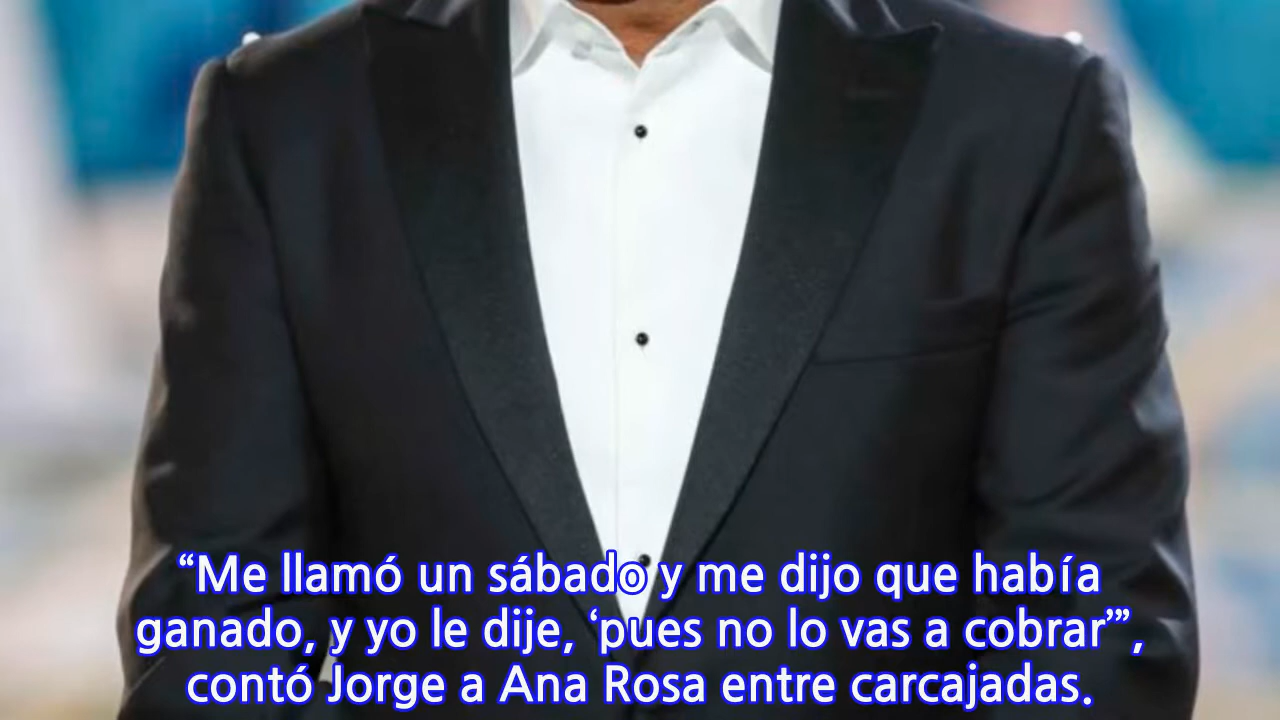 “Me llamó un sábado y me dijo que había
ganado, y yo le dije, ‘pues no lo vas a cobrar’”,
contó Jorge a Ana Rosa entre carcajadas.